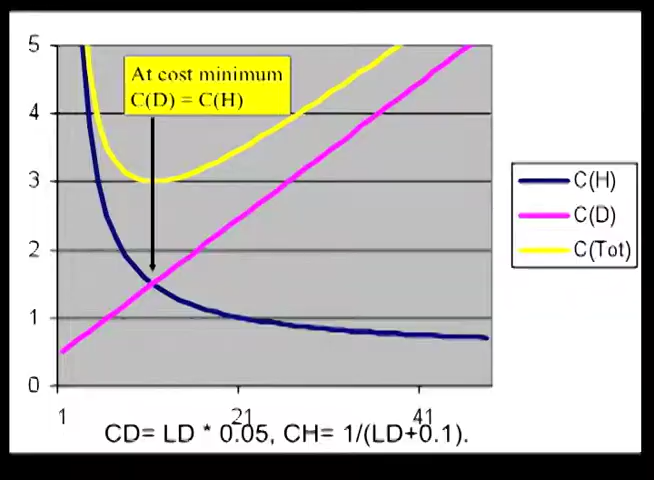 5
At cost minimum
C(D) = C(H)
4
3
2
1
0
C(H)
C(D)
C(Tot)
1 21 41
CD= LD * 0.05, CH= 1/(LD+0.1).